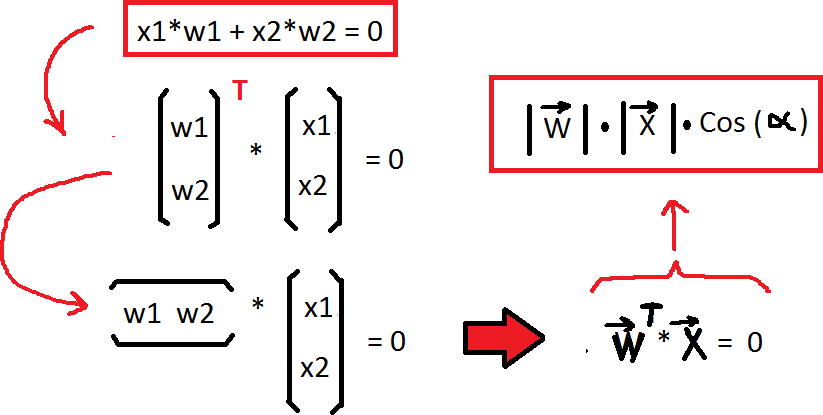 x1*w1 + x2*w2 = 0
T
w1 * x1
w2 x2 = 0
|W| · |X| · Cos (∝)
w1 w2 * x1
x2 = 0
W^T * X = 0